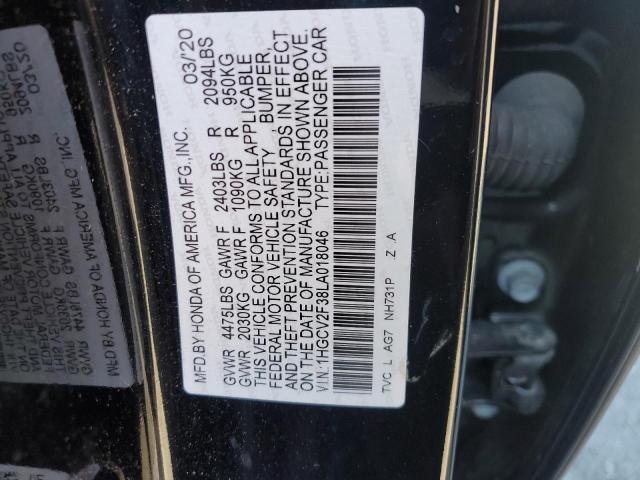 MFD.BY HONDA OF AMERICA MFG.,INC. 03/'20
GVWR 4475LBS GAWR F 2403LBS R 2094LBS
GVWR 2030KG GAWR F 1090KG R 950KG
THIS VEHICLE CONFORMS TO ALL APPLICABLE
FEDERAL MOTOR VEHICLE SAFETY , BUMPER,
AND THEFT PREVENTION STANDARDS IN EFFECT
ON THE DATE OF MANUFACTURE SHOWN ABOVE.
V.I.N.:1HGCV2F38LA018046 TYPE:PASSENGER CAR
TVC L AG7 NH731P Z .A